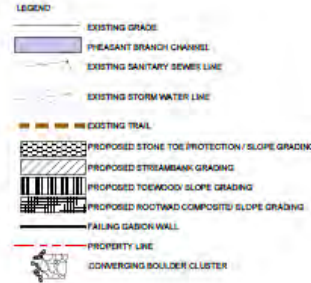 LEGEND
EXISTING GRADE
PHEASANT BRANCH CHANNEL
EXISTING SANITARY SEWER LINE
EXISTING STORM WATER LINE
EXISTING TRAIL
PROPOSED STONE TOE PROTECTION / SLOPE GRADING
PROPOSED STREAMBANK GRADING
PROPOSED TOEWOOD/ SLOPE GRADING
PROPOSED ROOTWAD COMPOSITE/ SLOPE GRADING
FAILING GABION WALL
PROPERTY LINE
CONVERGING BOULDER CLUSTER